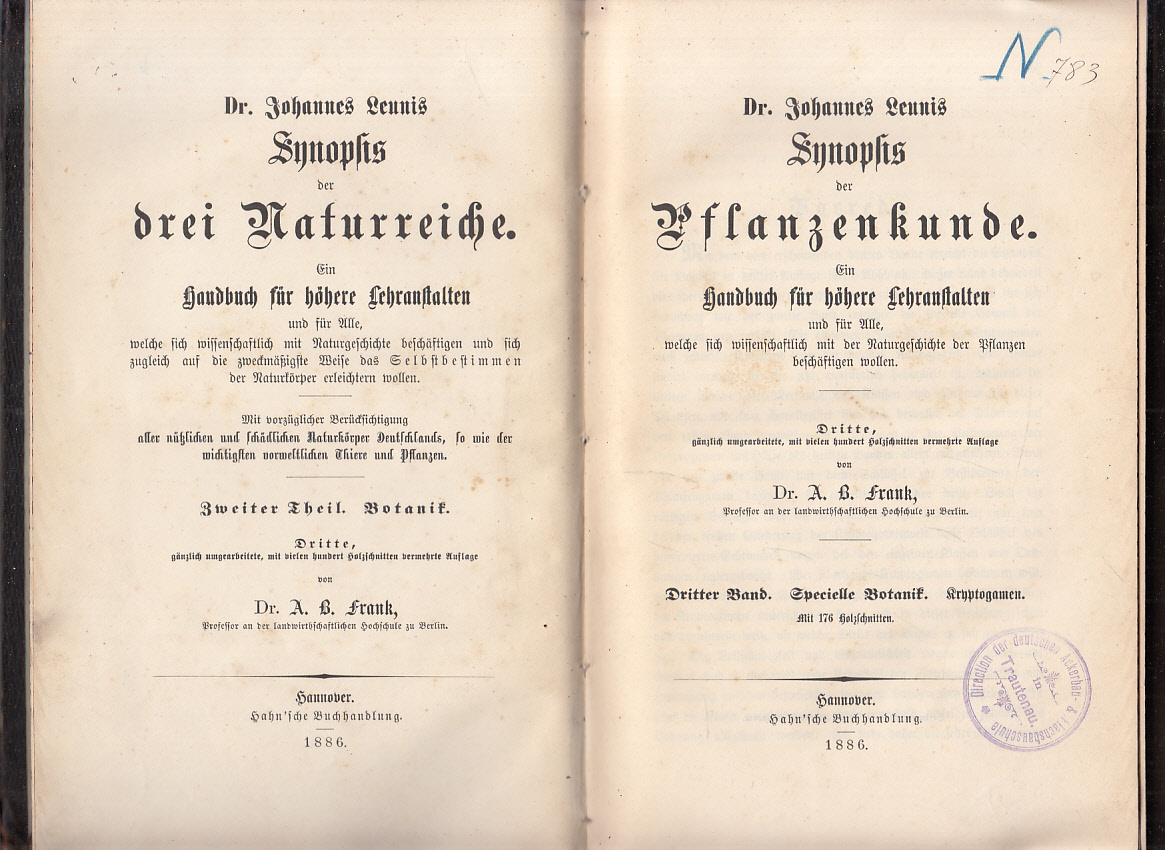 Dr. Johannes Leunis
Synopsis
der
drei Naturreiche.
Ein
Handbuch für höhere Lehranstalten
und für Alle,
welche sich wissenschaftlich mit Naturgeschichte beschäftigen und sich
zugleich auf die zweckmäßigste Weise das Selbstbestimmen
der Naturkörper erleichtern wollen.
Mit vorzüglicher Berücksichtigung
aller nützlichen und schädlichen Naturkörper Deutschlands, so wie der
wichtigsten vorweltlichen Thiere und Pflanzen.
Zweiter Theil. Botanik.
Dritte,
gänzlich umgearbeitete, mit vielen hundert Holzschnitten vermehrte Auflage
von
Dr. A. B. Frank,
Professor an der landwirthschaftlichen Hochschule zu Berlin.
Hannover.
Hahn'sche Buchhandlung.
1886.
N 783
Dr. Johannes Leunis
Synopsis
der
Pflanzenkunde.
Ein
Handbuch für höhere Lehranstalten
und für Alle,
welche sich wissenschaftlich mit der Naturgeschichte der Pflanzen
beschäftigen wollen.
Dritte,
gänzlich umgearbeitete, mit vielen hundert Holzschnitten vermehrte Auflage
von
Dr. A. B. Frank,
Professor an der landwirthschaftlichen Hochschule zu Berlin.
Dritter Band. Specielle Botanik. Kryptogamen.
Mit 176 Holzschnitten.
Hannover.
Hahn'sche Buchhandlung.
1886.
Direction der deutschen Ackerbau- & Flachsbauschule
in
Trautenau.